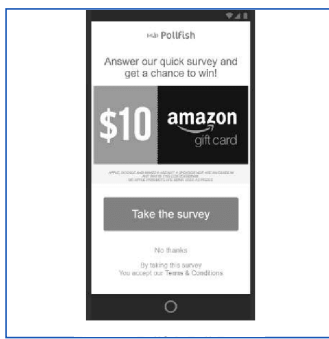 Pollfish
Answer our quick survey and
get a chance to win!
$10
amazon
gift card
Take the survey
No thanks
By taking this survey
You accept our Terms & Conditions